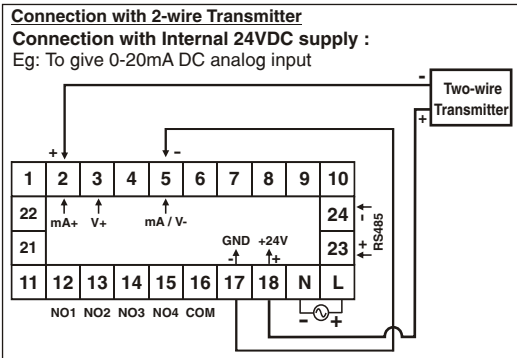 Connection with 2-wire Transmitter
Connection with Internal 24VDC supply :
Eg: To give 0-20mA DC analog input
-
Two-wire
Transmitter
+
+ -
1 2 3 4 5 6 7 8 9 10
22 mA+ V+ mA / V- 24 -
RS485
21 GND +24V 23 +
- +
11 12 13 14 15 16 17 18 N L
NO1 NO2 NO3 NO4 COM - +